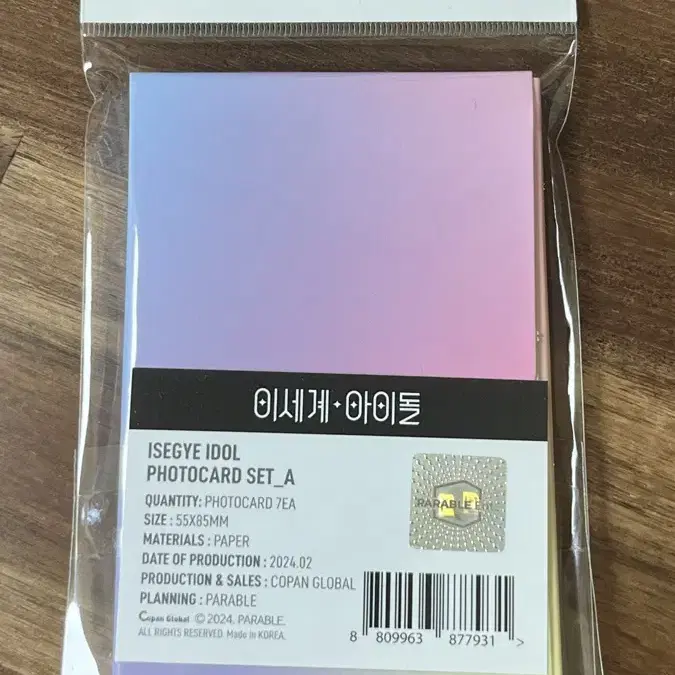 이세계·아이돌
ISEGYE IDOL
PHOTOCARD SET_A
QUANTITY: PHOTOCARD 7EA
SIZE : 55X85MM
MATERIALS : PAPER
DATE OF PRODUCTION : 2024.02
PRODUCTION & SALES : COPAN GLOBAL
PLANNING : PARABLE
Copan Global © 2024. PARABLE.
ALL RIGHTS RESERVED. Made in KOREA.
PARABLE
8 809963 877931 >